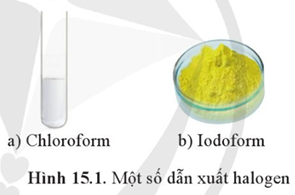 a) Chloroform b) Iodoform
Hình 15.1. Một số dẫn xuất halogen